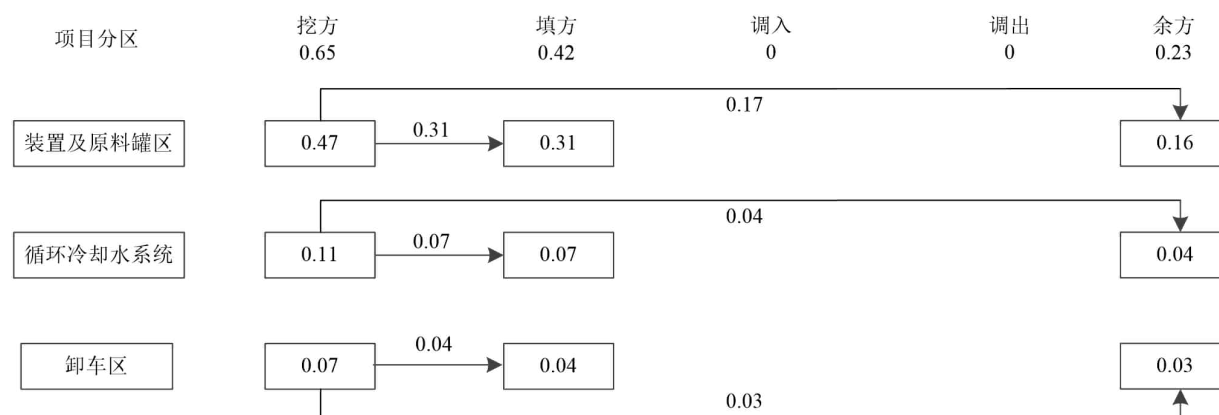 项目分区 挖方 填方 调入 调出 余方
0.65 0.42 0 0 0.23
0.17
装置及原料罐区 0.47 0.31 0.31 0.16
0.04
循环冷却水系统 0.11 0.07 0.07 0.04
卸车区 0.07 0.04 0.04 0.03
0.03